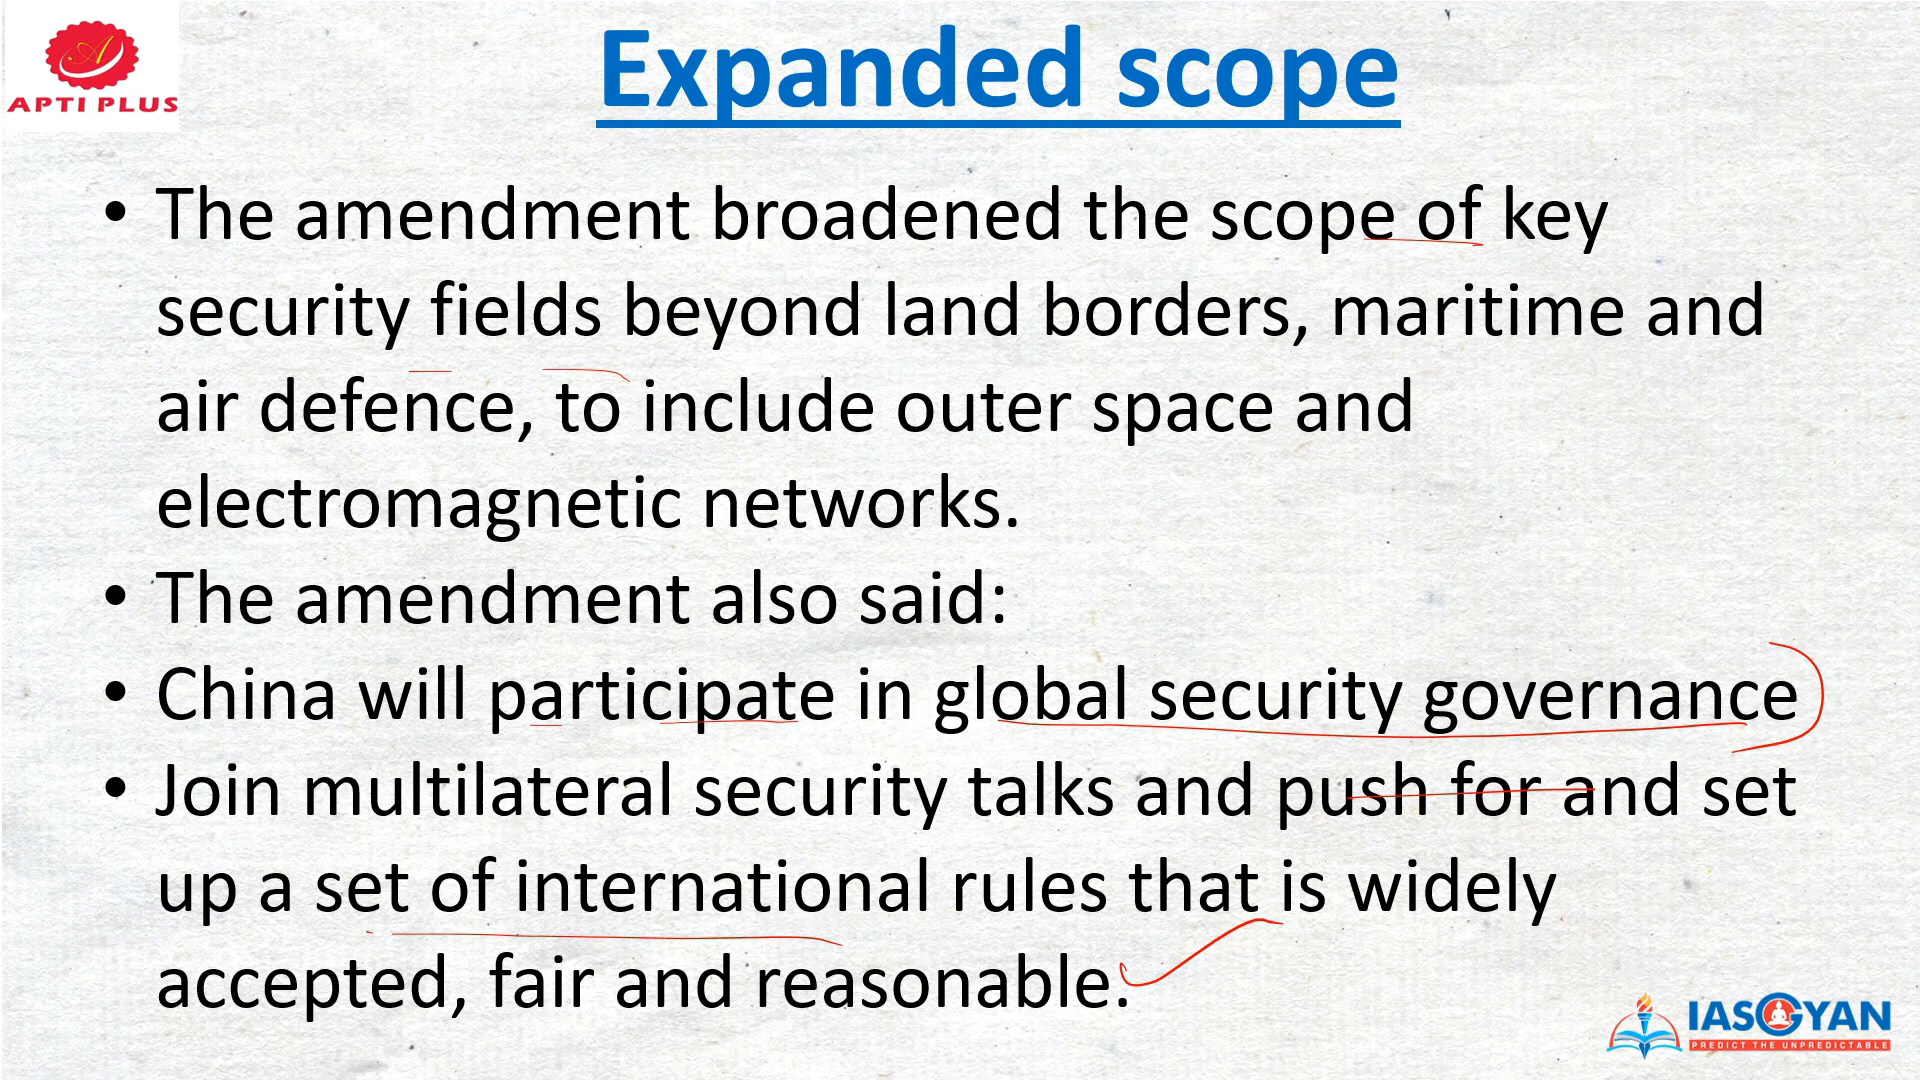 APTI PLUS
Expanded scope
• The amendment broadened the scope of key
security fields beyond land borders, maritime and
air defence, to include outer space and
electromagnetic networks.
• The amendment also said:
• China will participate in global security governance
• Join multilateral security talks and push for and set
up a set of international rules that is widely
accepted, fair and reasonable.
IASGYAN
PREDICT THE UNPREDICTABLE